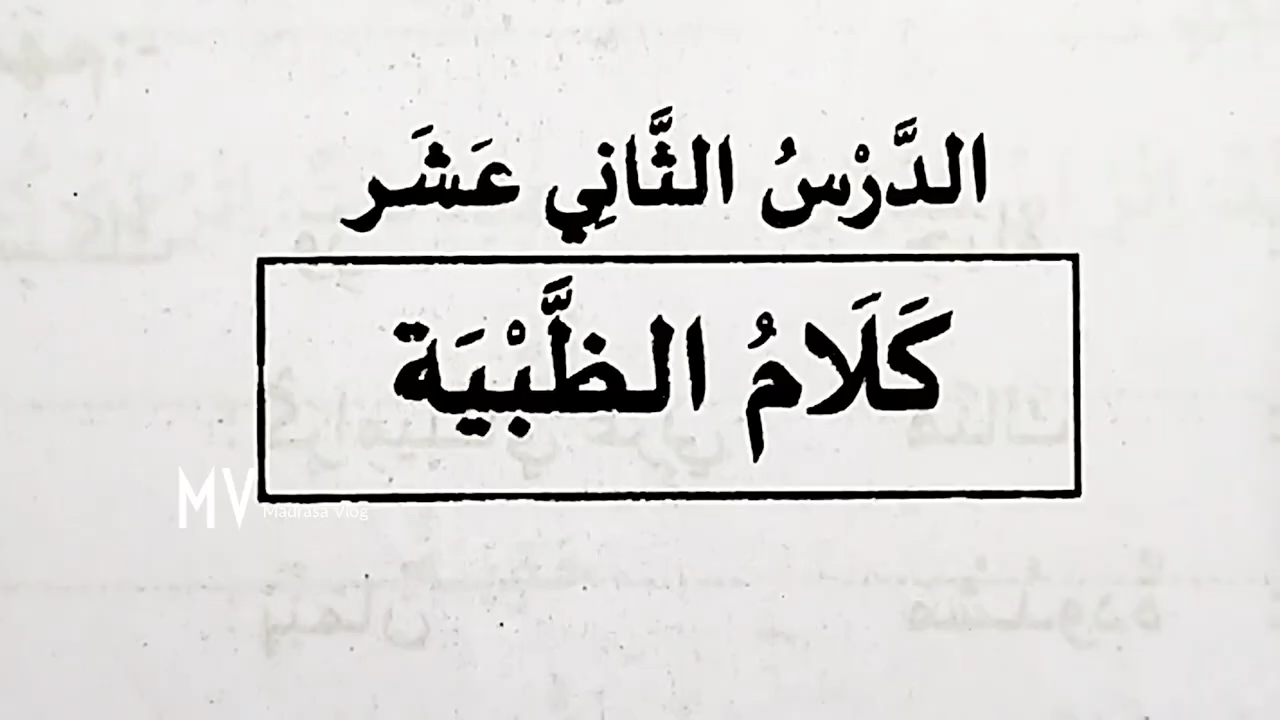 الدَّرْسُ الثَّانِي عَشَر
كَلَامُ الظَّبْيَة
MV Madrasa Vlog